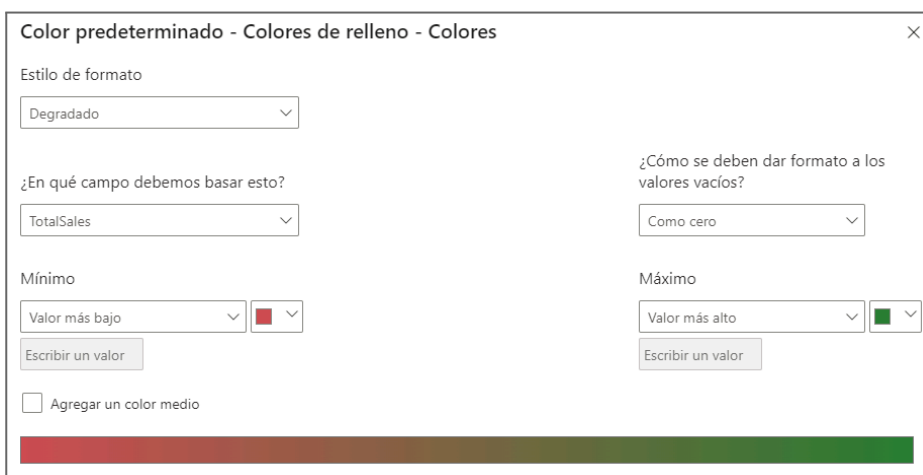 Color predeterminado - Colores de relleno - Colores
Estilo de formato
Degradado
¿En qué campo debemos basar esto?
TotalSales
¿Cómo se deben dar formato a los
valores vacíos?
Como cero
Mínimo
Valor más bajo
Escribir un valor
Máximo
Valor más alto
Escribir un valor
Agregar un color medio